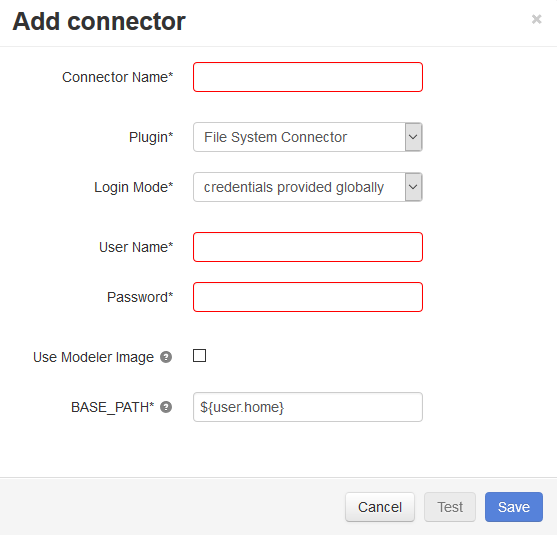 Add connector ×
Connector Name*
Plugin* File System Connector
Login Mode* credentials provided globally
User Name*
Password*
Use Modeler Image ?
BASE_PATH* ? ${user.home}
Cancel Test Save